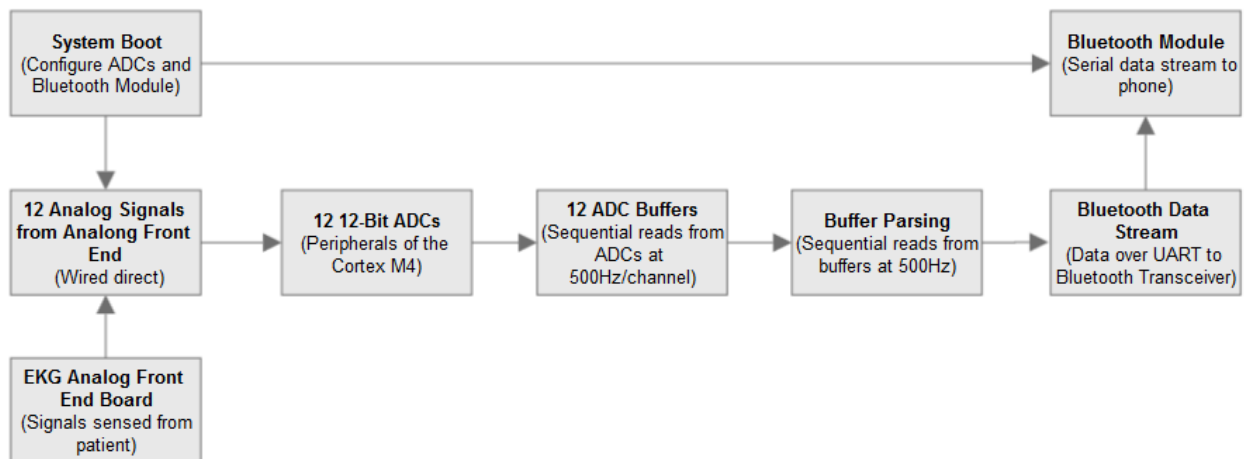 System Boot
(Configure ADCs and
Bluetooth Module)
Bluetooth Module
(Serial data stream to
phone)
12 Analog Signals
from Analong Front
End
(Wired direct)
12 12-Bit ADCs
(Peripherals of the
Cortex M4)
12 ADC Buffers
(Sequential reads from
ADCs at
500Hz/channel)
Buffer Parsing
(Sequential reads from
buffers at 500Hz)
Bluetooth Data
Stream
(Data over UART to
Bluetooth Transceiver)
EKG Analog Front
End Board
(Signals sensed from
patient)